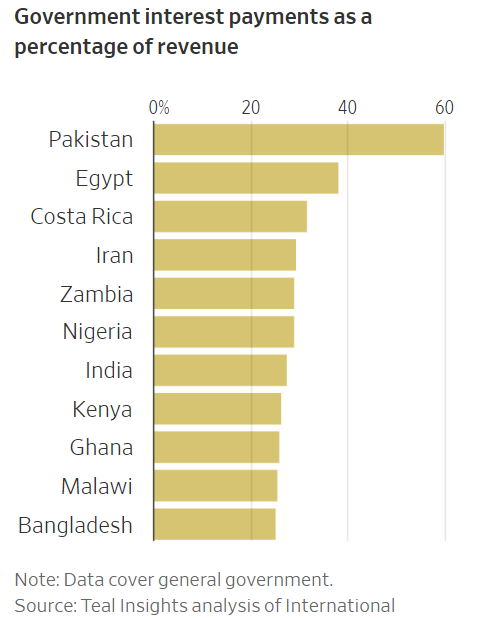 Government interest payments as a
percentage of revenue
0% 20 40 60
Pakistan
Egypt
Costa Rica
Iran
Zambia
Nigeria
India
Kenya
Ghana
Malawi
Bangladesh
Note: Data cover general government.
Source: Teal Insights analysis of International